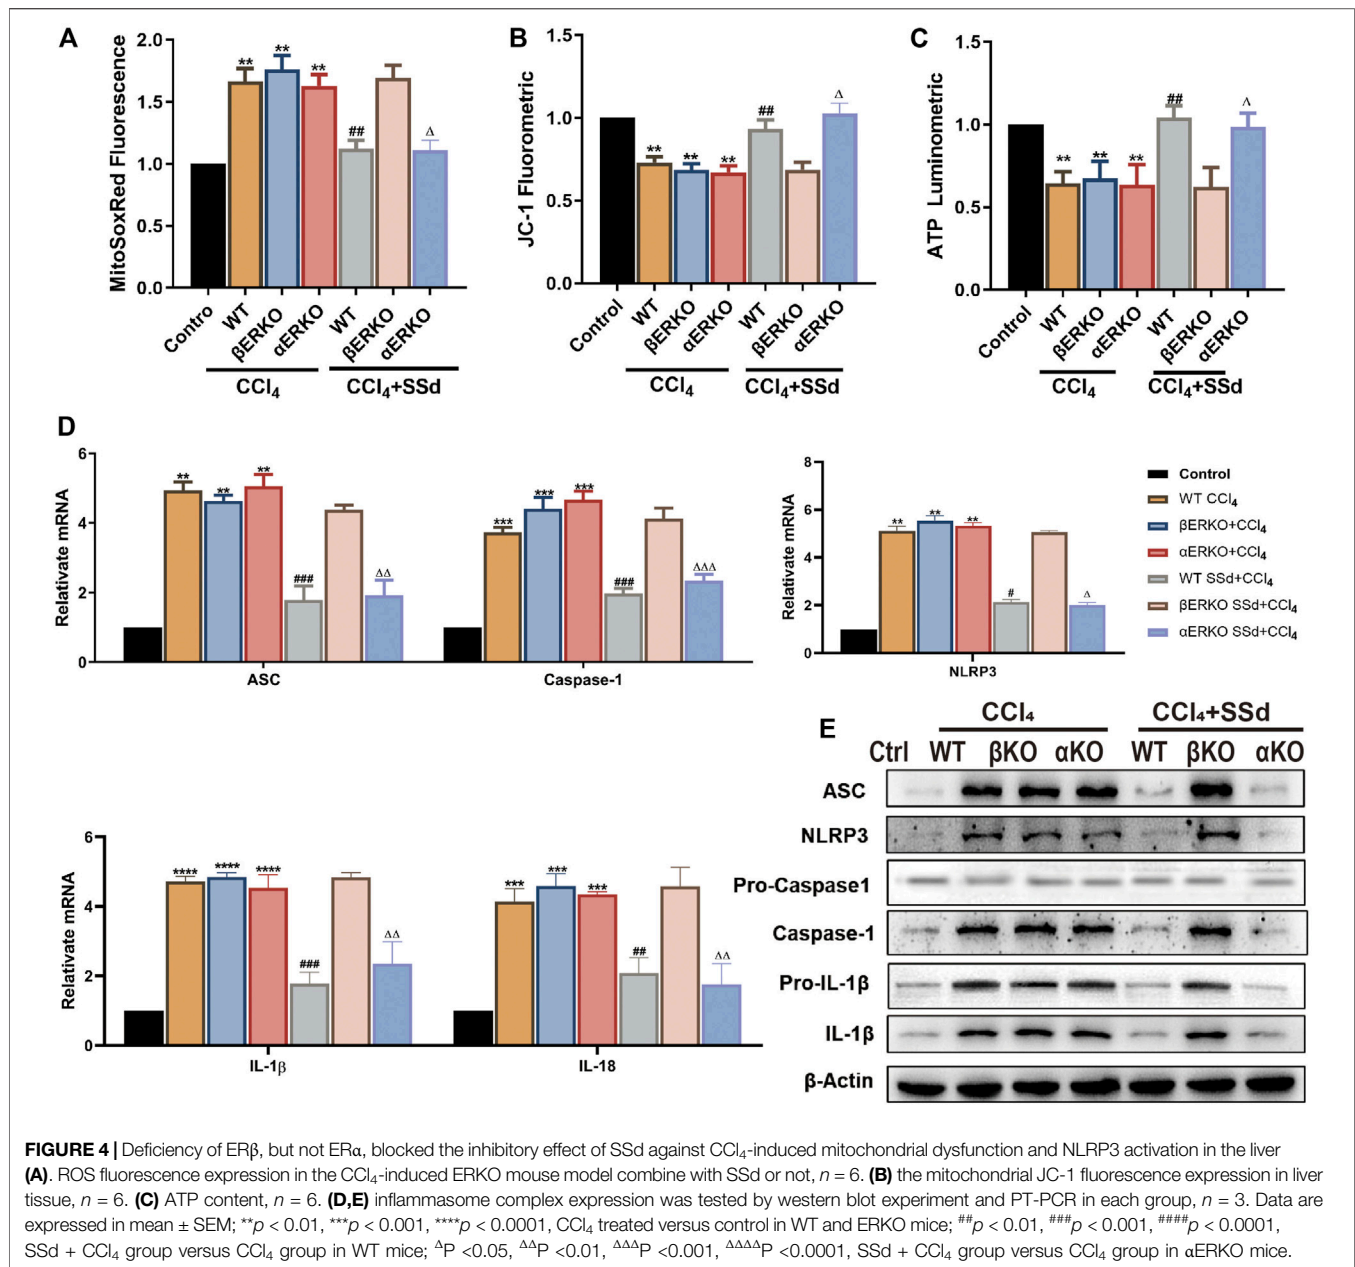 A
MitoSoxRed Fluorescence
2.0
1.5
1.0
0.5
0.0
** ** ** ## Δ
Contro WT βERKO αERKO WT βERKO αERKO
CCl₄ CCl₄+SSd
B
JC-1 Fluorometric
1.5
1.0
0.5
0.0
** ** ** ## Δ
Control WT βERKO αERKO WT βERKO αERKO
CCl₄ CCl₄+SSd
C
ATP Luminometric
1.5
1.0
0.5
0.0
** ** ** ## Δ
Control WT βERKO αERKO WT βERKO αERKO
CCl₄ CCl₄+SSd
D
Relativate mRNA
6
4
2
0
** ** ** ### ΔΔ
*** *** *** ### ΔΔΔ
ASC Caspase-1
Relativate mRNA
8
6
4
2
0
** ** ** # Δ
NLRP3
Control
WT CCl₄
βERKO+CCl₄
αERKO+CCl₄
WT SSd+CCl₄
βERKO SSd+CCl₄
αERKO SSd+CCl₄
Relativate mRNA
6
4
2
0
**** **** **** ### ΔΔ
*** *** *** ## ΔΔ
IL-1β IL-18
E
CCl₄ CCl₄+SSd
Ctrl WT βKO αKO WT βKO αKO
ASC
NLRP3
Pro-Caspase1
Caspase-1
Pro-IL-1β
IL-1β
β-Actin
FIGURE 4 | Deficiency of ERβ, but not ERα, blocked the inhibitory effect of SSd against CCl₄-induced mitochondrial dysfunction and NLRP3 activation in the liver
(A). ROS fluorescence expression in the CCl₄-induced ERKO mouse model combine with SSd or not, n = 6. (B) the mitochondrial JC-1 fluorescence expression in liver
tissue, n = 6. (C) ATP content, n = 6. (D,E) inflammasome complex expression was tested by western blot experiment and PT-PCR in each group, n = 3. Data are
expressed in mean ± SEM; **p < 0.01, ***p < 0.001, ****p < 0.0001, CCl₄ treated versus control in WT and ERKO mice; ##p < 0.01, ###p < 0.001, ####p < 0.0001,
SSd + CCl₄ group versus CCl₄ group in WT mice; ΔP <0.05, ΔΔP <0.01, ΔΔΔP <0.001, ΔΔΔΔP <0.0001, SSd + CCl₄ group versus CCl₄ group in αERKO mice.